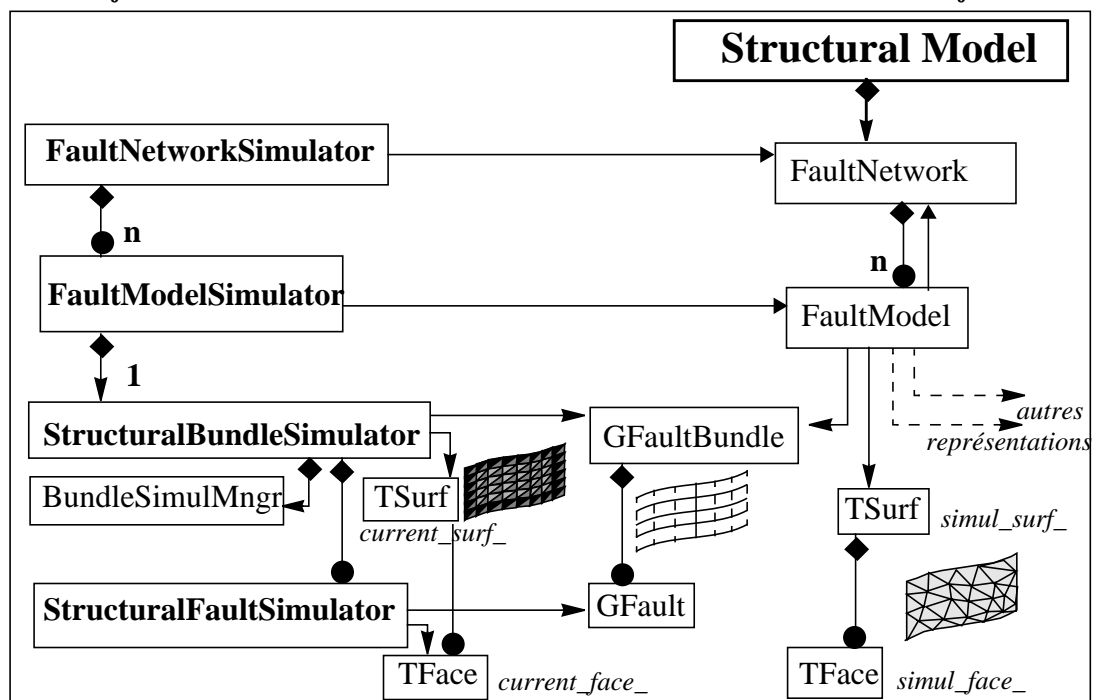 Structural Model
FaultNetworkSimulator
FaultNetwork
n
n
FaultModelSimulator
FaultModel
1
autres
représentations
StructuralBundleSimulator
GFaultBundle
BundleSimulMngr
TSurf
current_surf_
TSurf
simul_surf_
StructuralFaultSimulator
GFault
TFace
current_face_
TFace
simul_face_